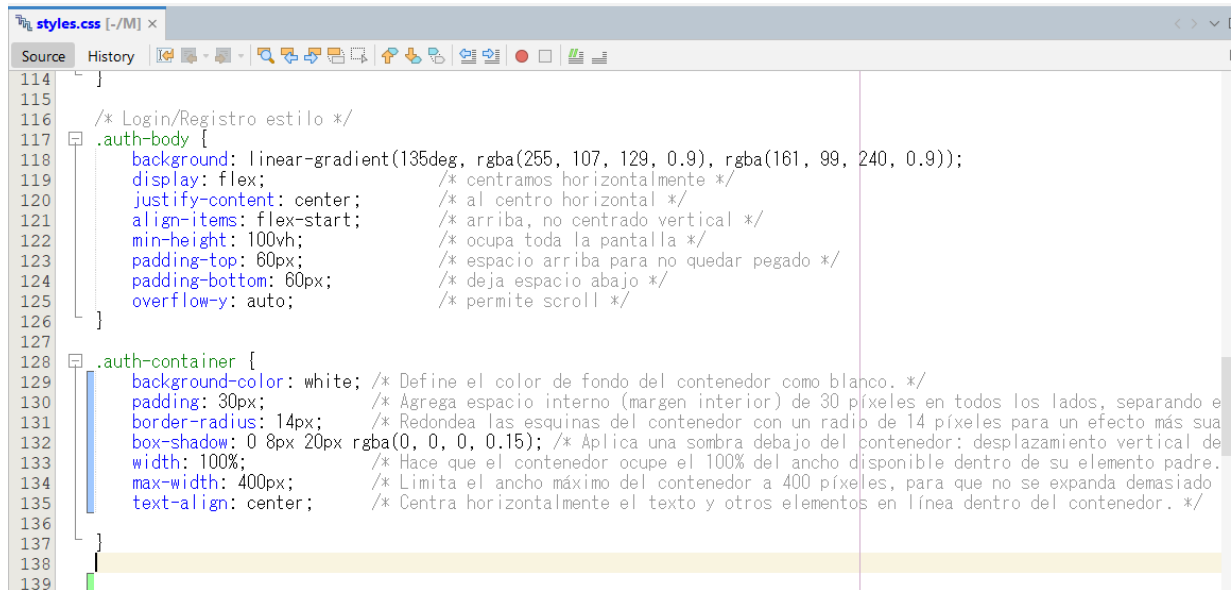 styles.css [-/M] ×
Source History
114 }
115
116 /* Login/Registro estilo */
117 .auth-body {
118 background: linear-gradient(135deg, rgba(255, 107, 129, 0.9), rgba(161, 99, 240, 0.9));
119 display: flex; /* centramos horizontalmente */
120 justify-content: center; /* al centro horizontal */
121 align-items: flex-start; /* arriba, no centrado vertical */
122 min-height: 100vh; /* ocupa toda la pantalla */
123 padding-top: 60px; /* espacio arriba para no quedar pegado */
124 padding-bottom: 60px; /* deja espacio abajo */
125 overflow-y: auto; /* permite scroll */
126 }
127
128 .auth-container {
129 background-color: white; /* Define el color de fondo del contenedor como blanco. */
130 padding: 30px; /* Agrega espacio interno (margen interior) de 30 píxeles en todos los lados, separando e
131 border-radius: 14px; /* Redondea las esquinas del contenedor con un radio de 14 píxeles para un efecto más sua
132 box-shadow: 0 8px 20px rgba(0, 0, 0, 0.15); /* Aplica una sombra debajo del contenedor: desplazamiento vertical de
133 width: 100%; /* Hace que el contenedor ocupe el 100% del ancho disponible dentro de su elemento padre.
134 max-width: 400px; /* Limita el ancho máximo del contenedor a 400 píxeles, para que no se expanda demasiado
135 text-align: center; /* Centra horizontalmente el texto y otros elementos en línea dentro del contenedor. */
136
137 }
138
139